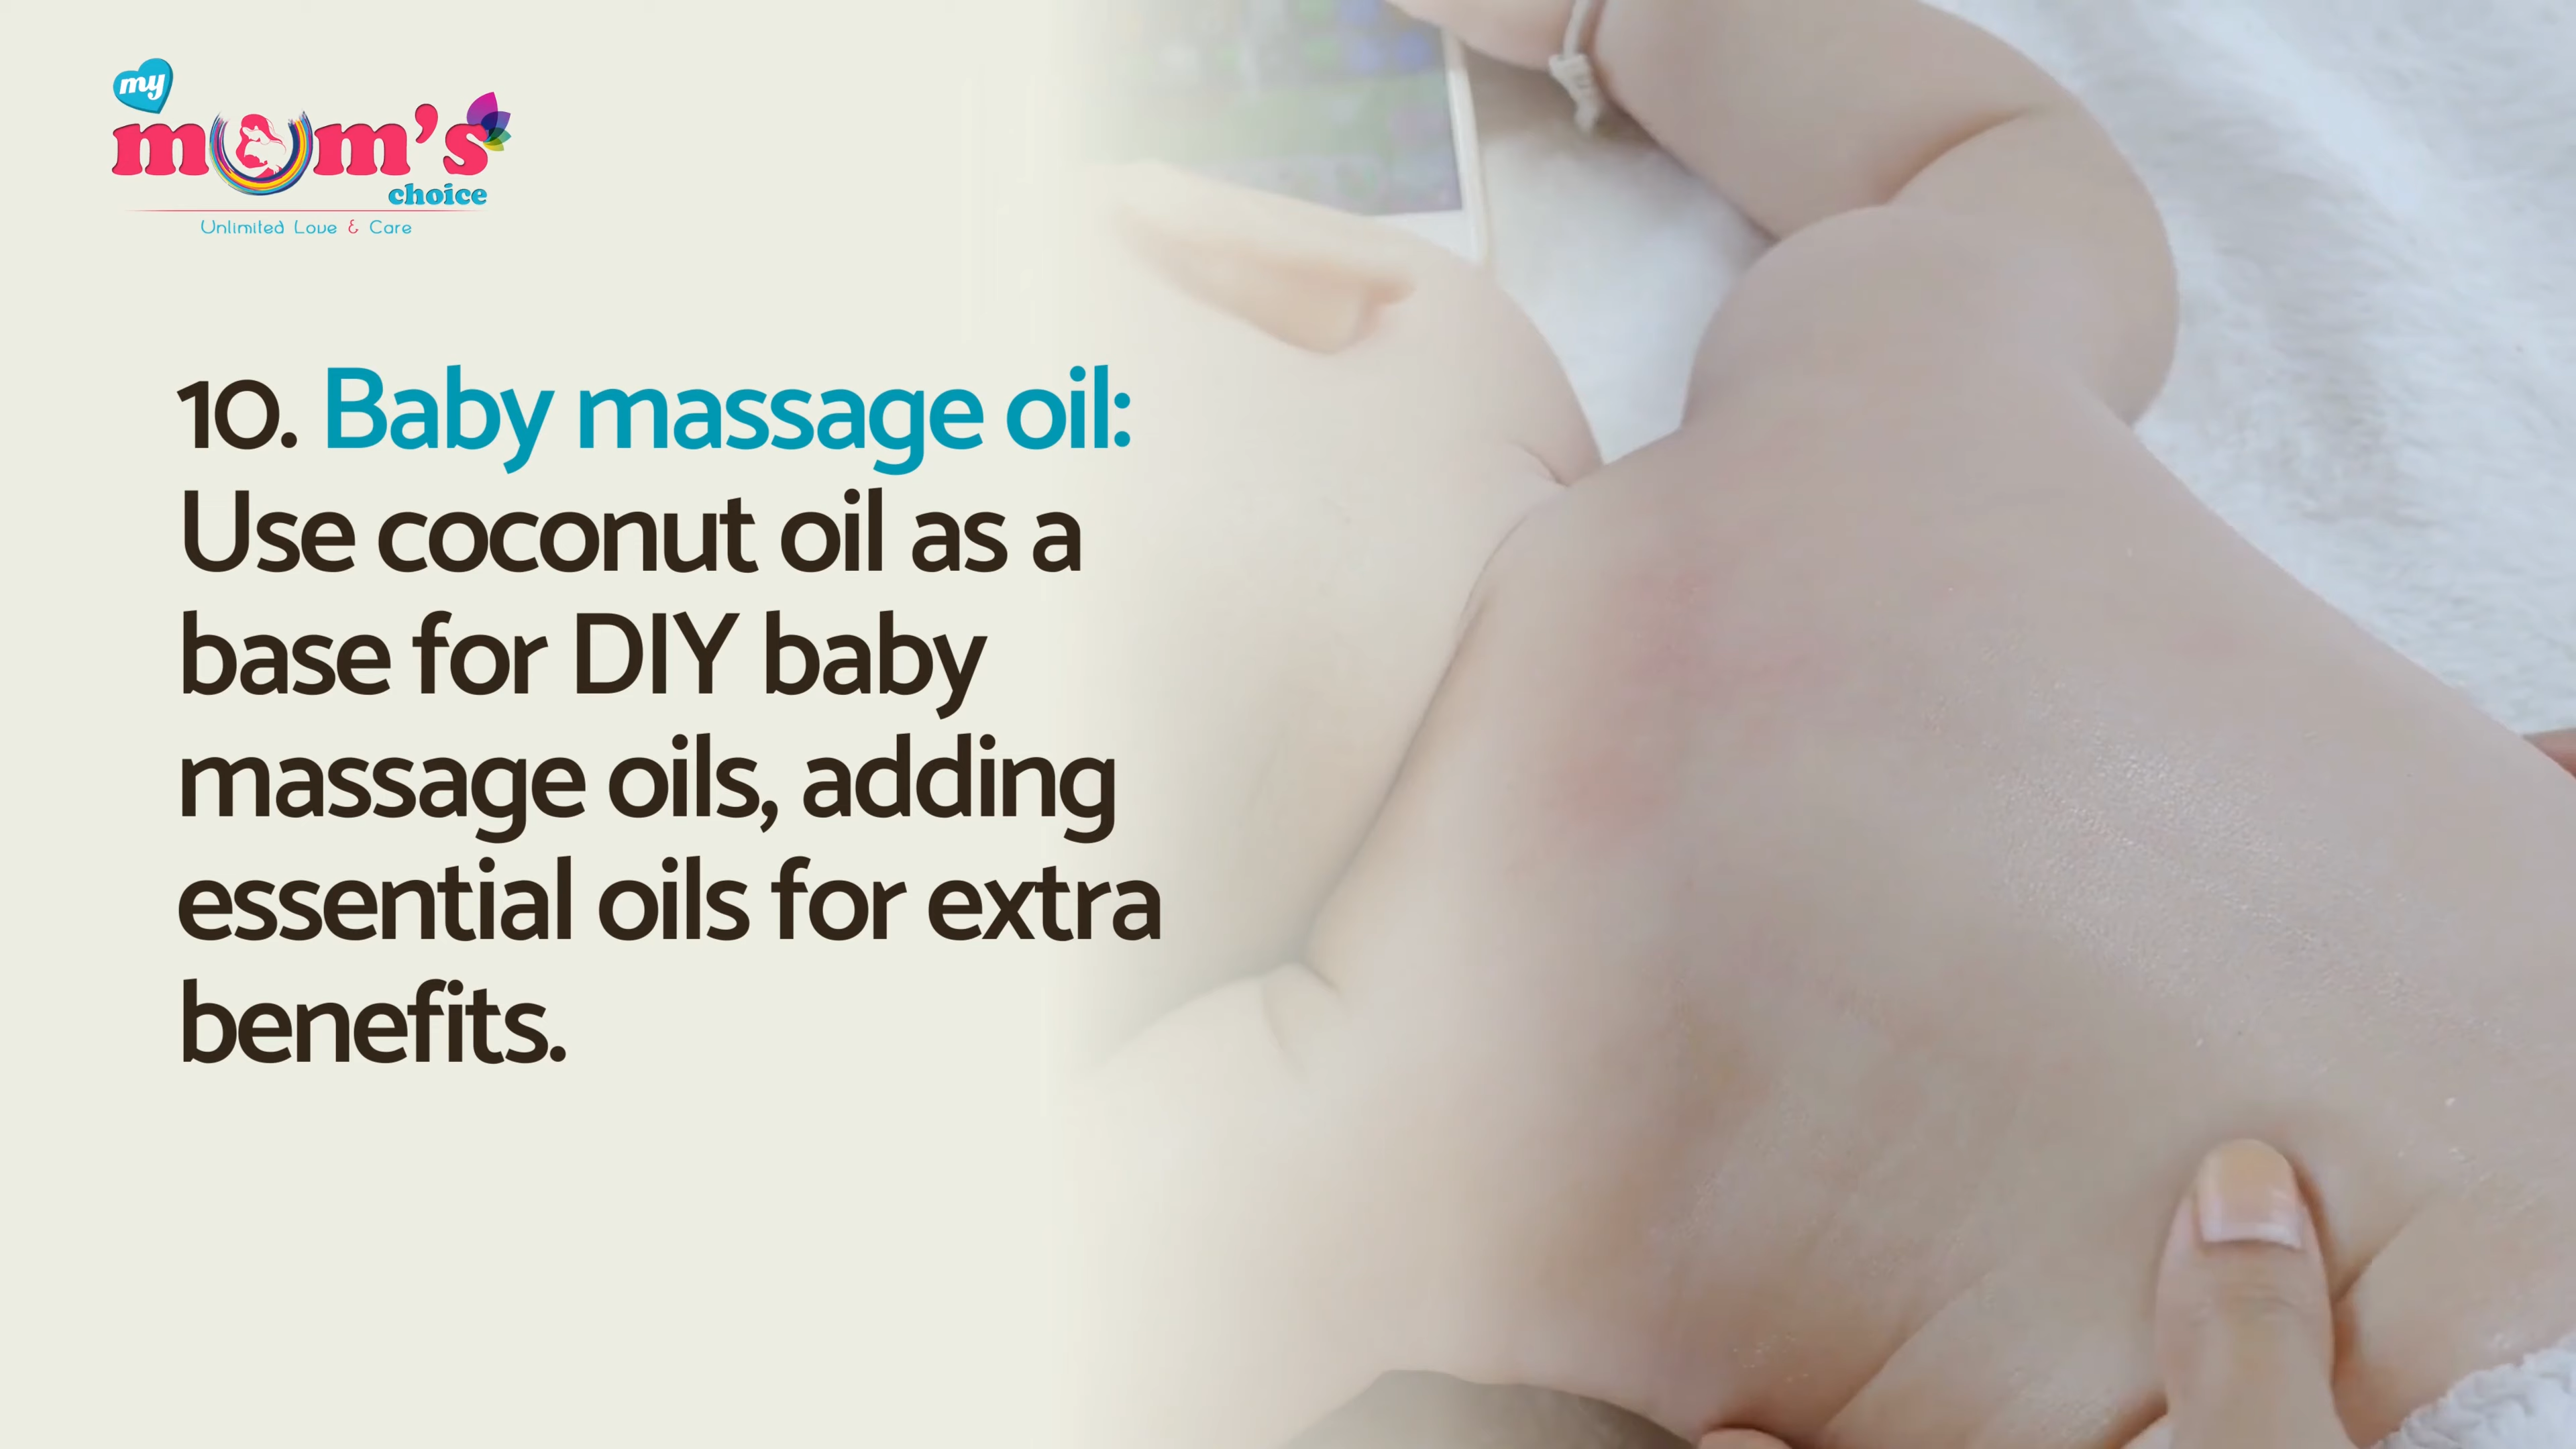 my
mum's
choice
Unlimited Love & Care
10. Baby massage oil:
Use coconut oil as a
base for DIY baby
massage oils, adding
essential oils for extra
benefits.